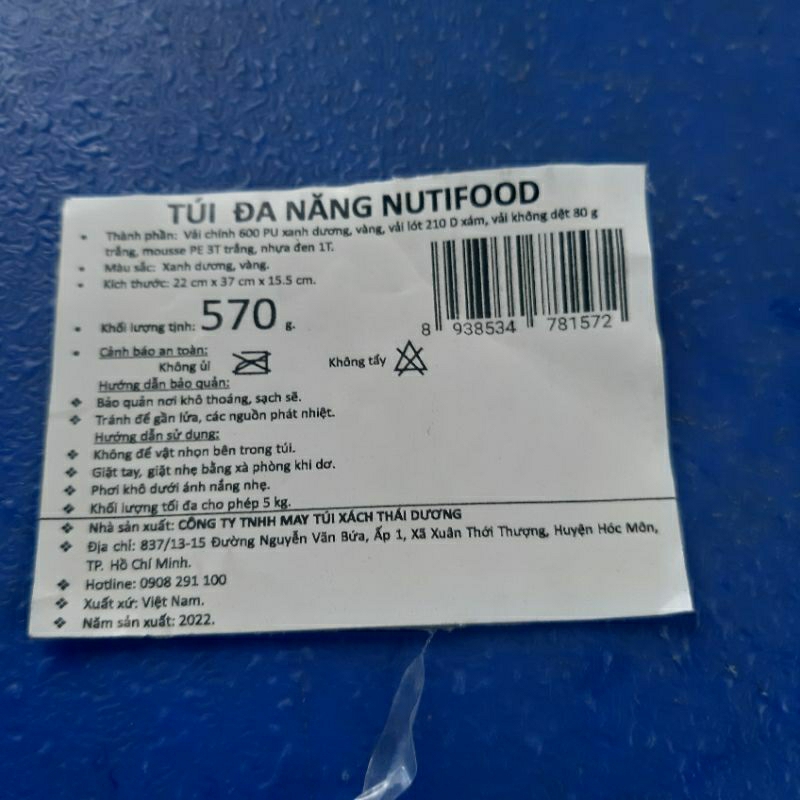 TÚI ĐA NĂNG NUTIFOOD
• Thành phần: Vải chính 600 PU xanh dương, vàng, vải lót 210 D xám, vải không dệt 80 g
trắng, mousse PE 3T trắng, nhựa đen 1T.
• Màu sắc: Xanh dương, vàng.
• Kích thước: 22 cm x 37 cm x 15.5 cm.
• Khối lượng tịnh: 570 g.
8 938534 781572
• Cảnh báo an toàn:
Không ủi Không tẩy
Hướng dẫn bảo quản:
❖ Bảo quản nơi khô thoáng, sạch sẽ.
❖ Tránh để gần lửa, các nguồn phát nhiệt.
Hướng dẫn sử dụng:
❖ Không để vật nhọn bên trong túi.
❖ Giặt tay, giặt nhẹ bằng xà phòng khi dơ.
❖ Phơi khô dưới ánh nắng nhẹ.
❖ Khối lượng tối đa cho phép 5 kg.
❖ Nhà sản xuất: CÔNG TY TNHH MAY TÚI XÁCH THÁI DƯƠNG
❖ Địa chỉ: 837/13-15 Đường Nguyễn Văn Bứa, Ấp 1, Xã Xuân Thới Thượng, Huyện Hóc Môn,
TP. Hồ Chí Minh.
❖ Hotline: 0908 291 100
❖ Xuất xứ: Việt Nam.
❖ Năm sản xuất: 2022.